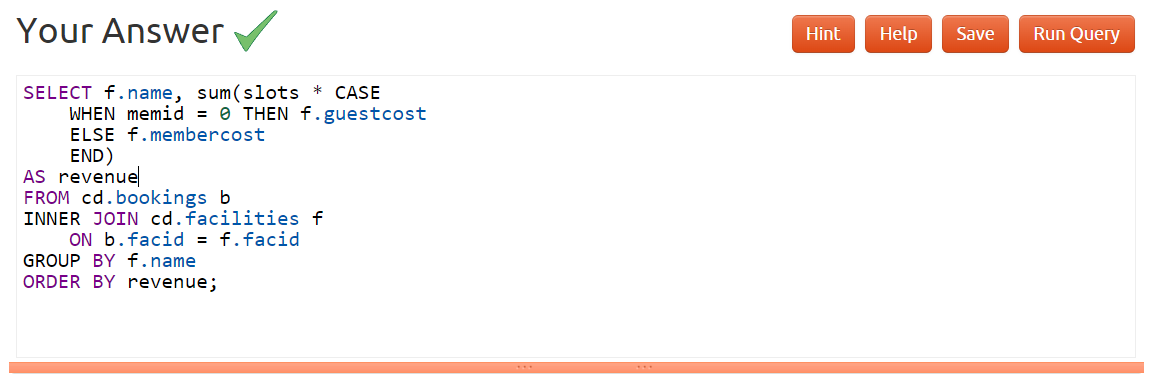 Your Answer
Hint Help Save Run Query
SELECT f.name, sum(slots * CASE
    WHEN memid = 0 THEN f.guestcost
    ELSE f.membercost
    END)
AS revenue
FROM cd.bookings b
INNER JOIN cd.facilities f
    ON b.facid = f.facid
GROUP BY f.name
ORDER BY revenue;